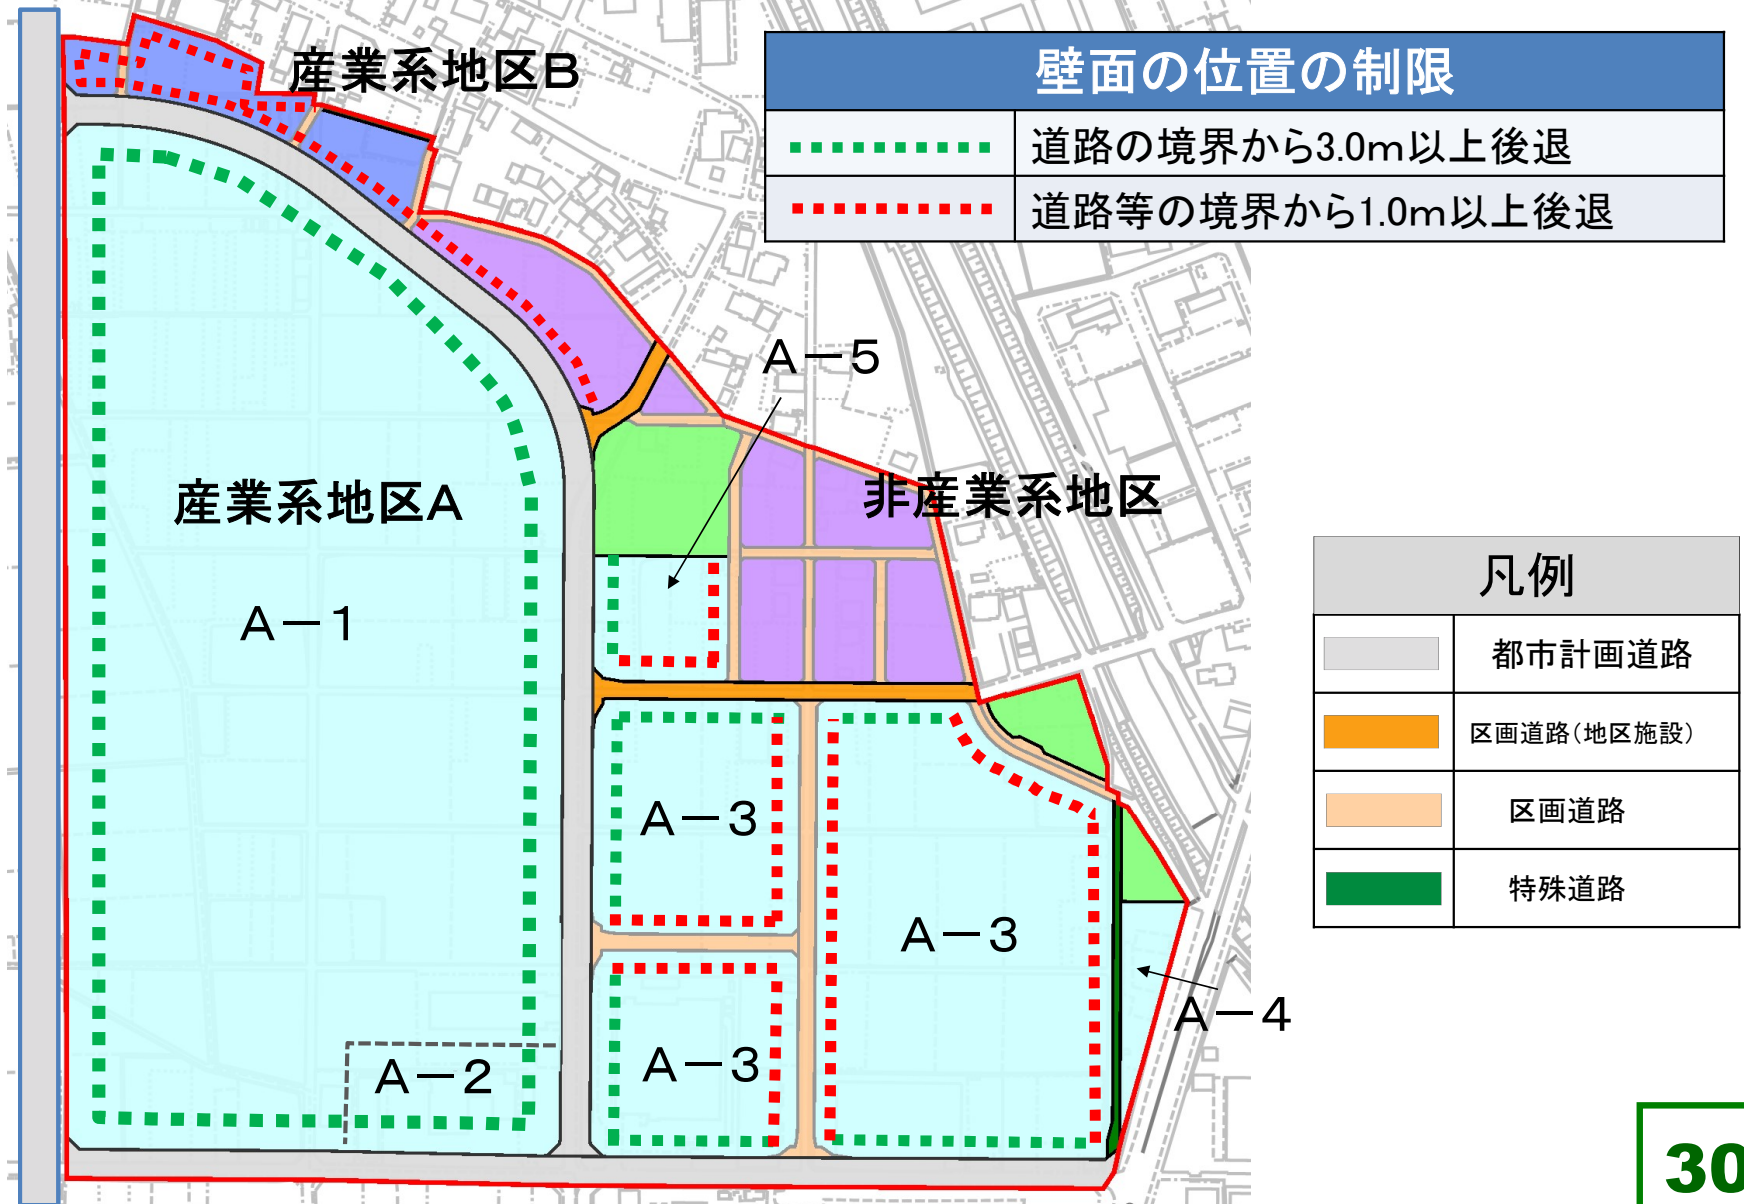 産業系地区B
壁面の位置の制限
道路の境界から3.0m以上後退
道路等の境界から1.0m以上後退
A－5
産業系地区A
非産業系地区
A－1
凡例
都市計画道路
区画道路(地区施設)
区画道路
特殊道路
A－3
A－3
A－4
A－2
A－3
30